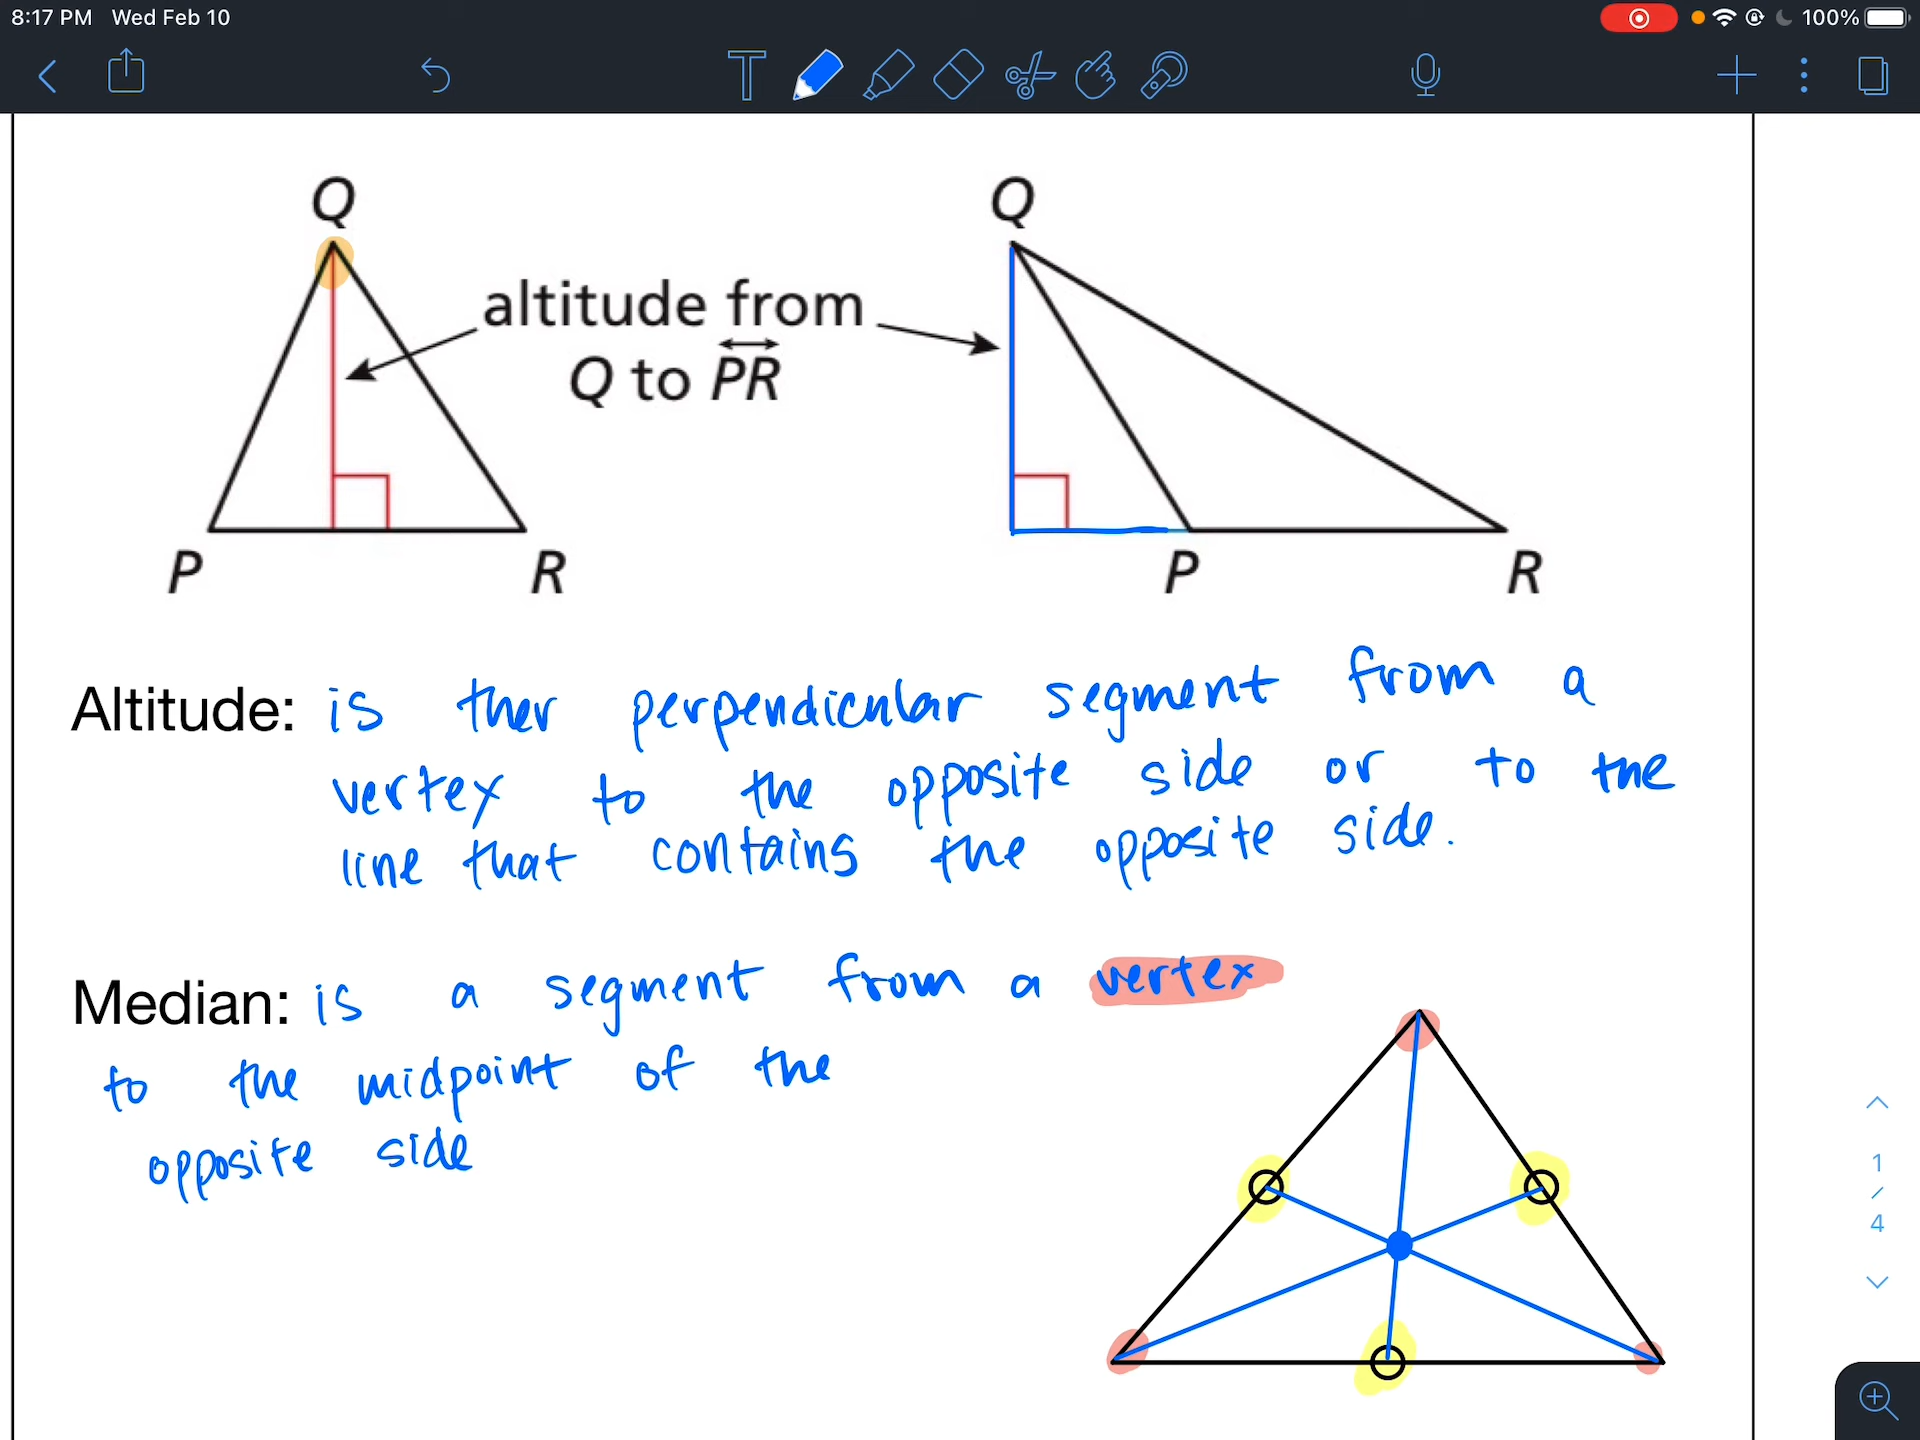 8:17 PM Wed Feb 10
100%
T
Q
Q
altitude from
Q to PR
P
R
P
R
Altitude: is ther perpendicular segment from a
vertex to the opposite side or to the
line that contains the opposite side.
Median: is a segment from a vertex
to the midpoint of the
opposite side
1
/
4